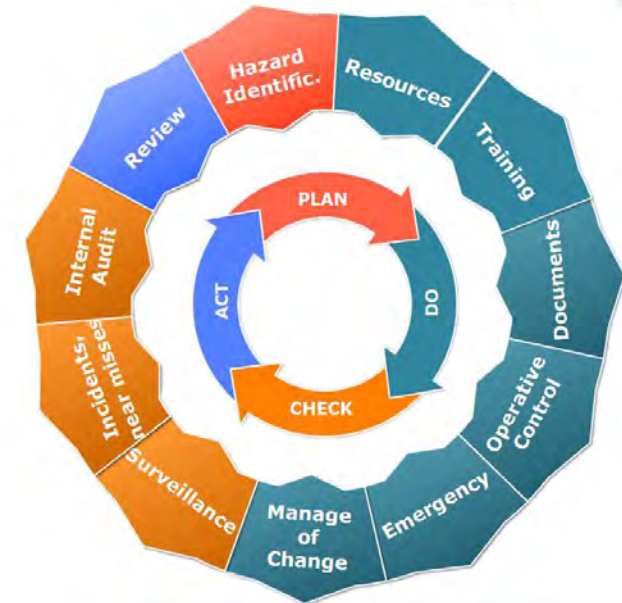 Hazard
Identific.
Resources
Training
Documents
Operative
Control
Emergency
Manage
of
Change
Surveillance
Incidents,
near misses
Internal
Audit
Review
PLAN
DO
CHECK
ACT